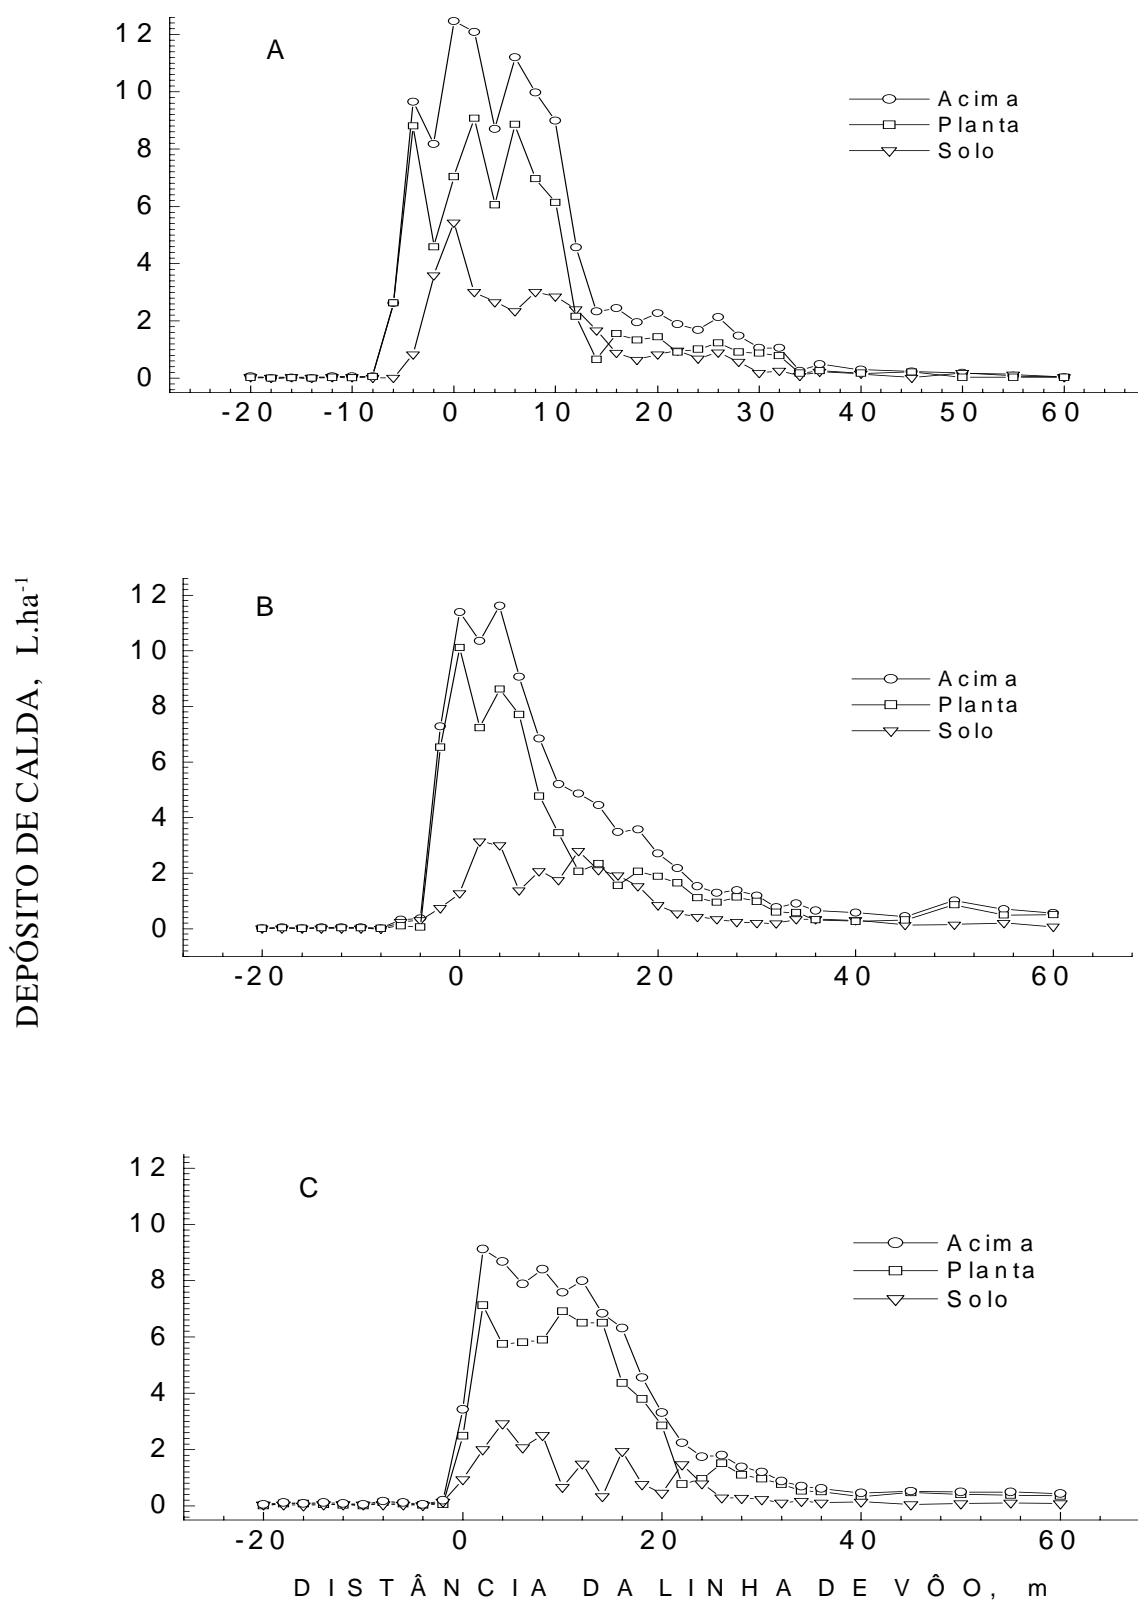 12
A
10
Acima
Planta
8
Solo
6
4
2
0
-20 -10 0 10 20 30 40 50 60
DEPÓSITO DE CALDA, L.ha-1
12
B
10
Acima
Planta
8
Solo
6
4
2
0
-20 0 20 40 60
12
C
10
Acima
Planta
8
Solo
6
4
2
0
-20 0 20 40 60
DISTÂNCIA DA LINHA DE VÔO, m